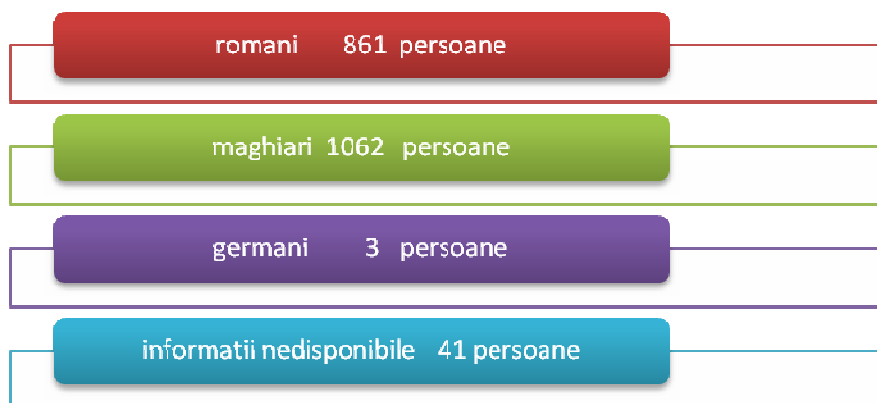 romani 861 persoane
maghiari 1062 persoane
germani 3 persoane
informatii nedisponibile 41 persoane